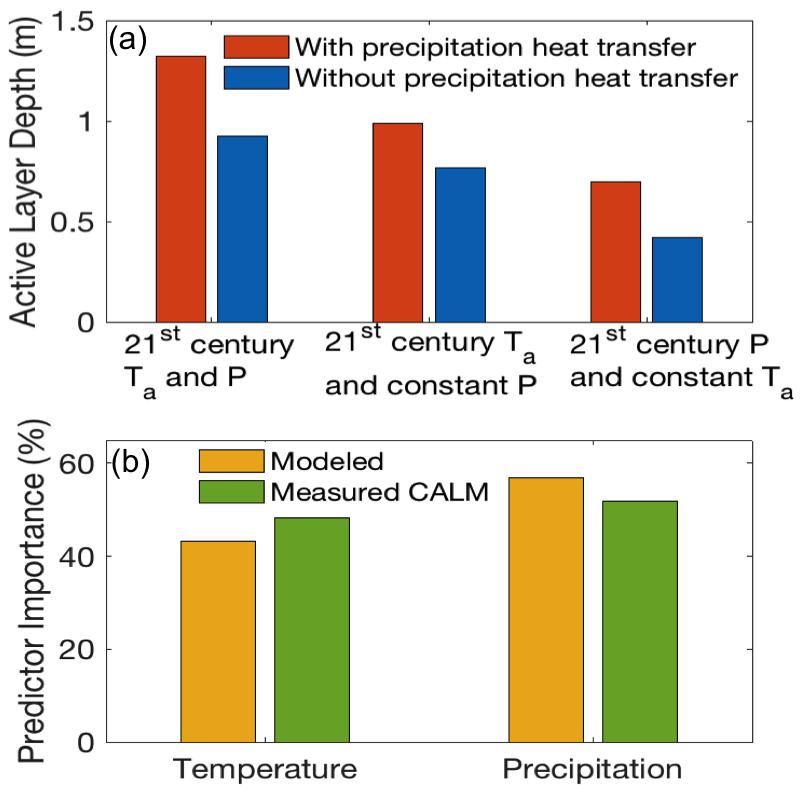 (a)
With precipitation heat transfer
Without precipitation heat transfer
Active Layer Depth (m)
1.5
1
0.5
0
21st century
Ta and P
21st century Ta
and constant P
21st century P
and constant Ta
(b)
Modeled
Measured CALM
Predictor Importance (%)
60
40
20
0
Temperature
Precipitation